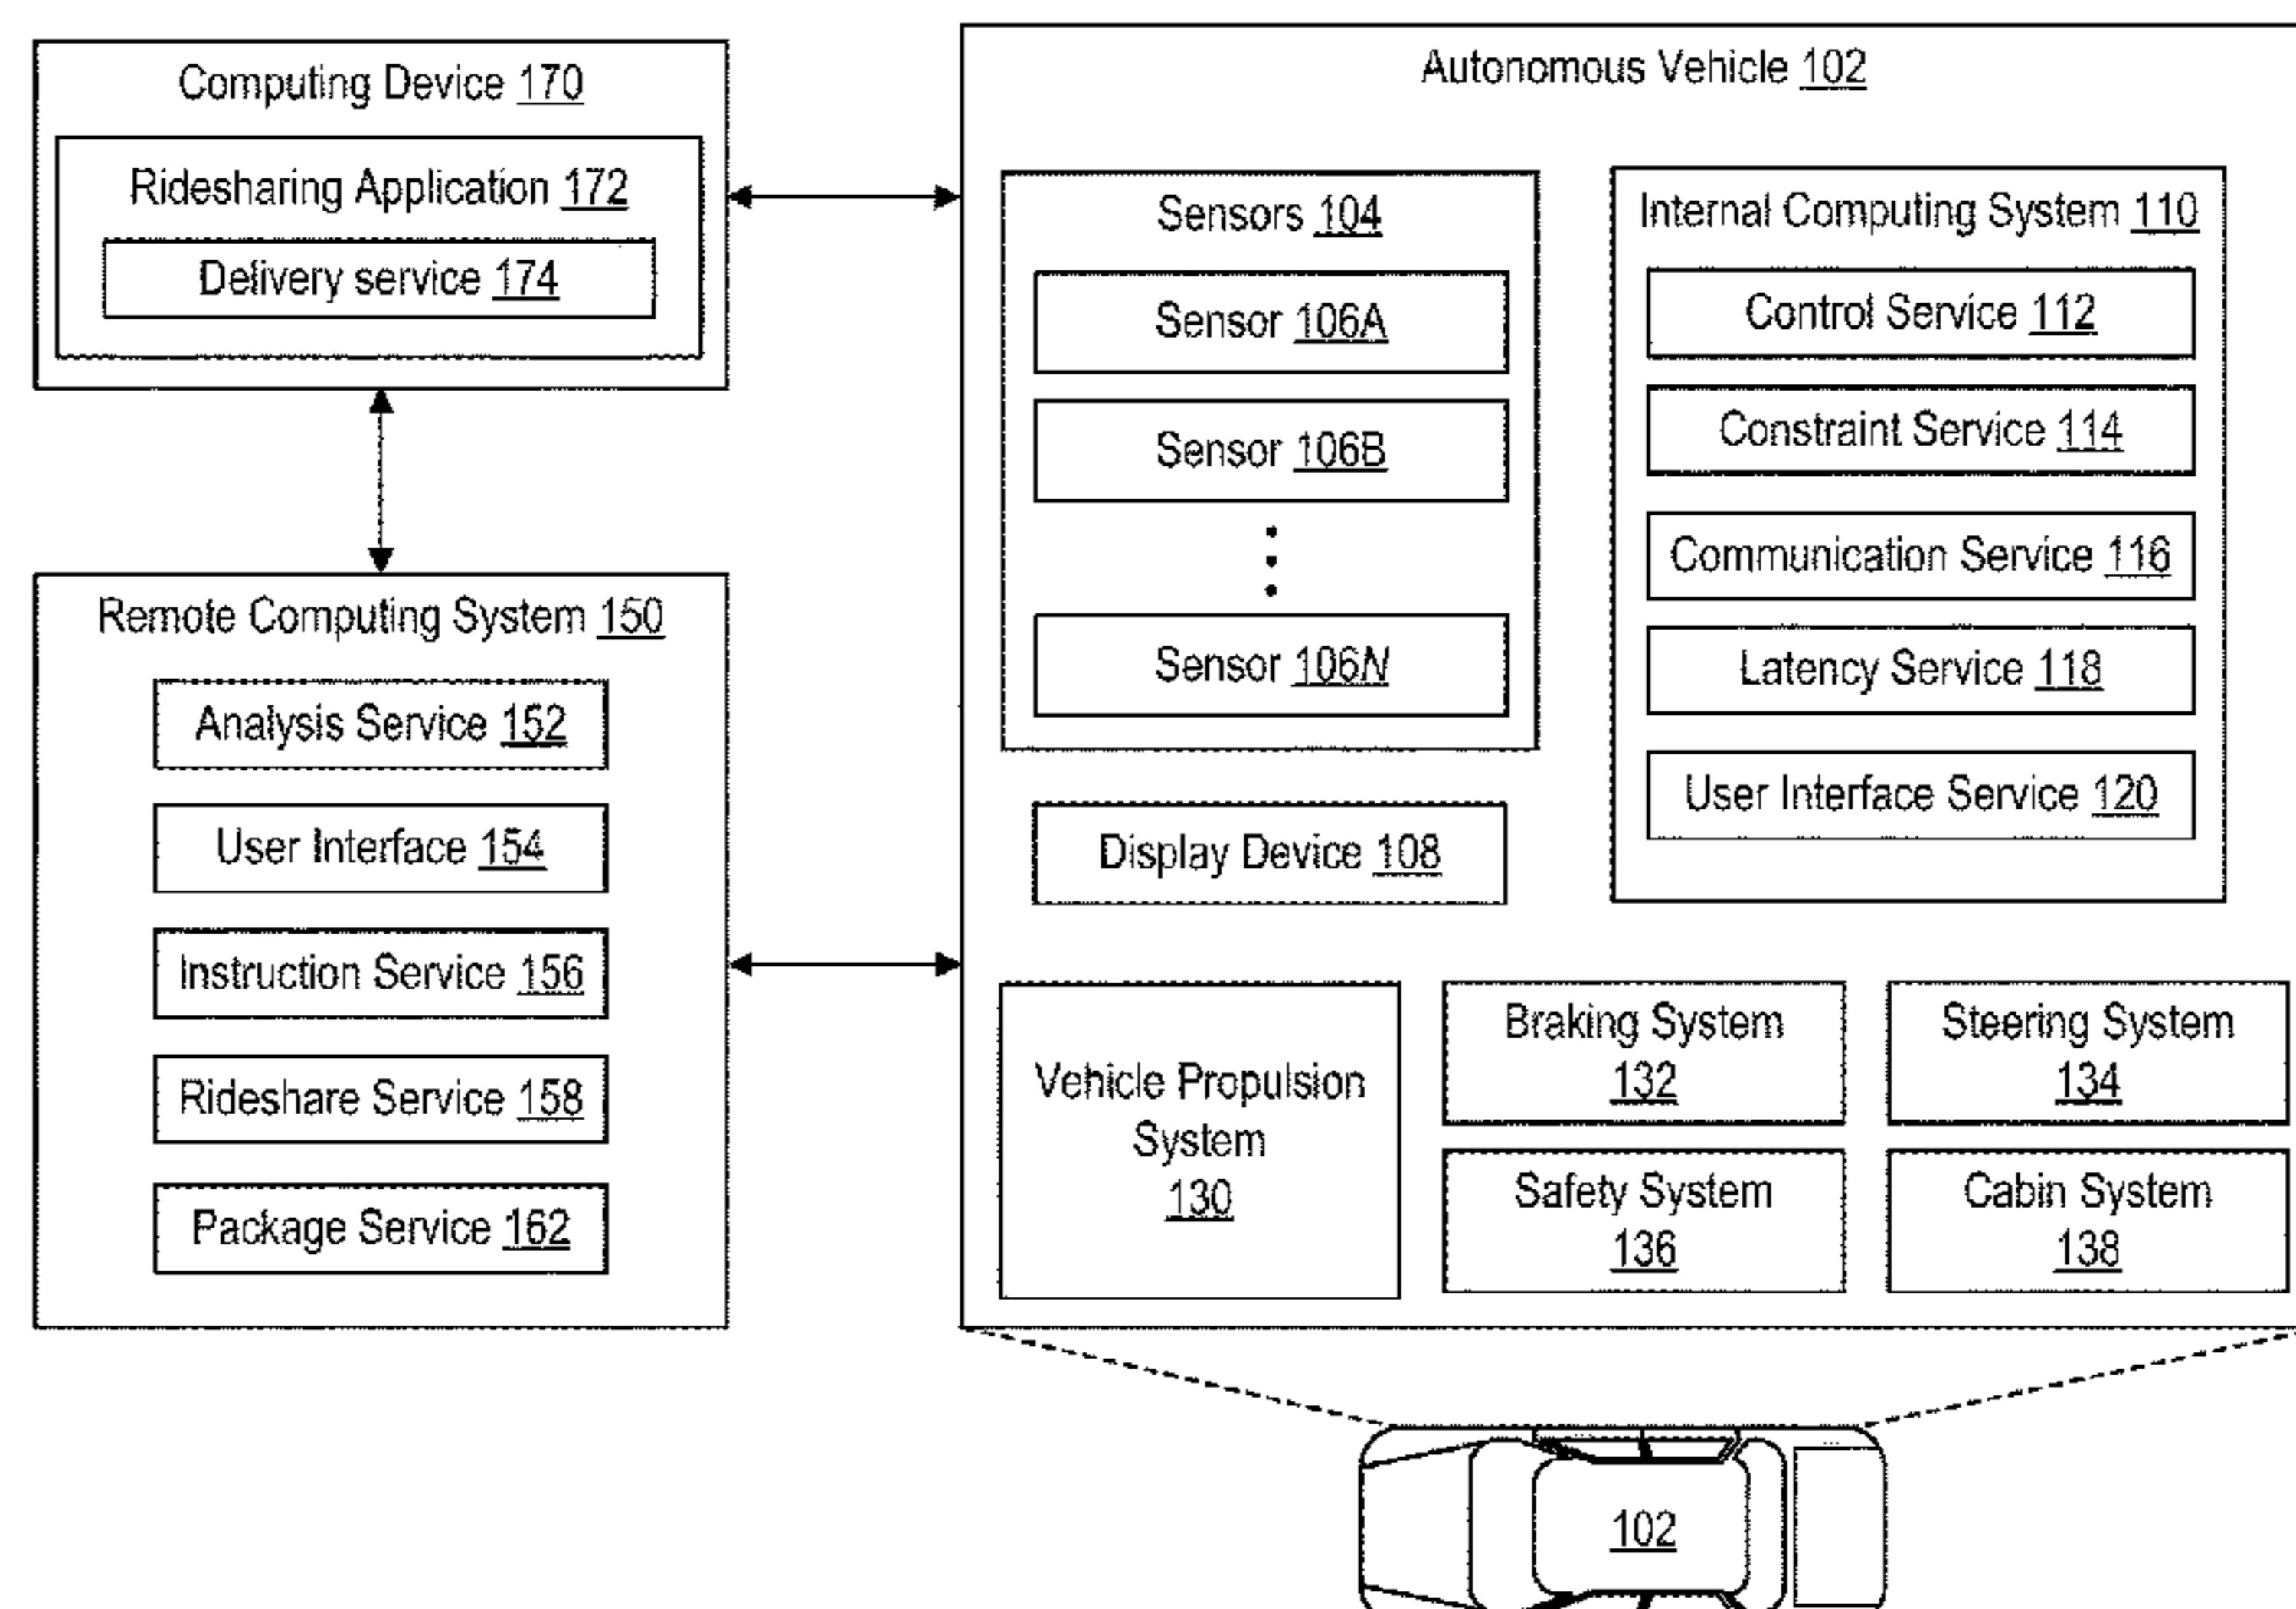 Computing Device 170
Ridesharing Application 172
Delivery service 174
Remote Computing System 150
Analysis Service 152
User Interface 154
Instruction Service 156
Rideshare Service 158
Package Service 162
Autonomous Vehicle 102
Sensors 104
Sensor 106A
Sensor 106B
Sensor 106N
Display Device 108
Internal Computing System 110
Control Service 112
Constraint Service 114
Communication Service 116
Latency Service 118
User Interface Service 120
Vehicle Propulsion
System
130
Braking System
132
Steering System
134
Safety System
136
Cabin System
138
102